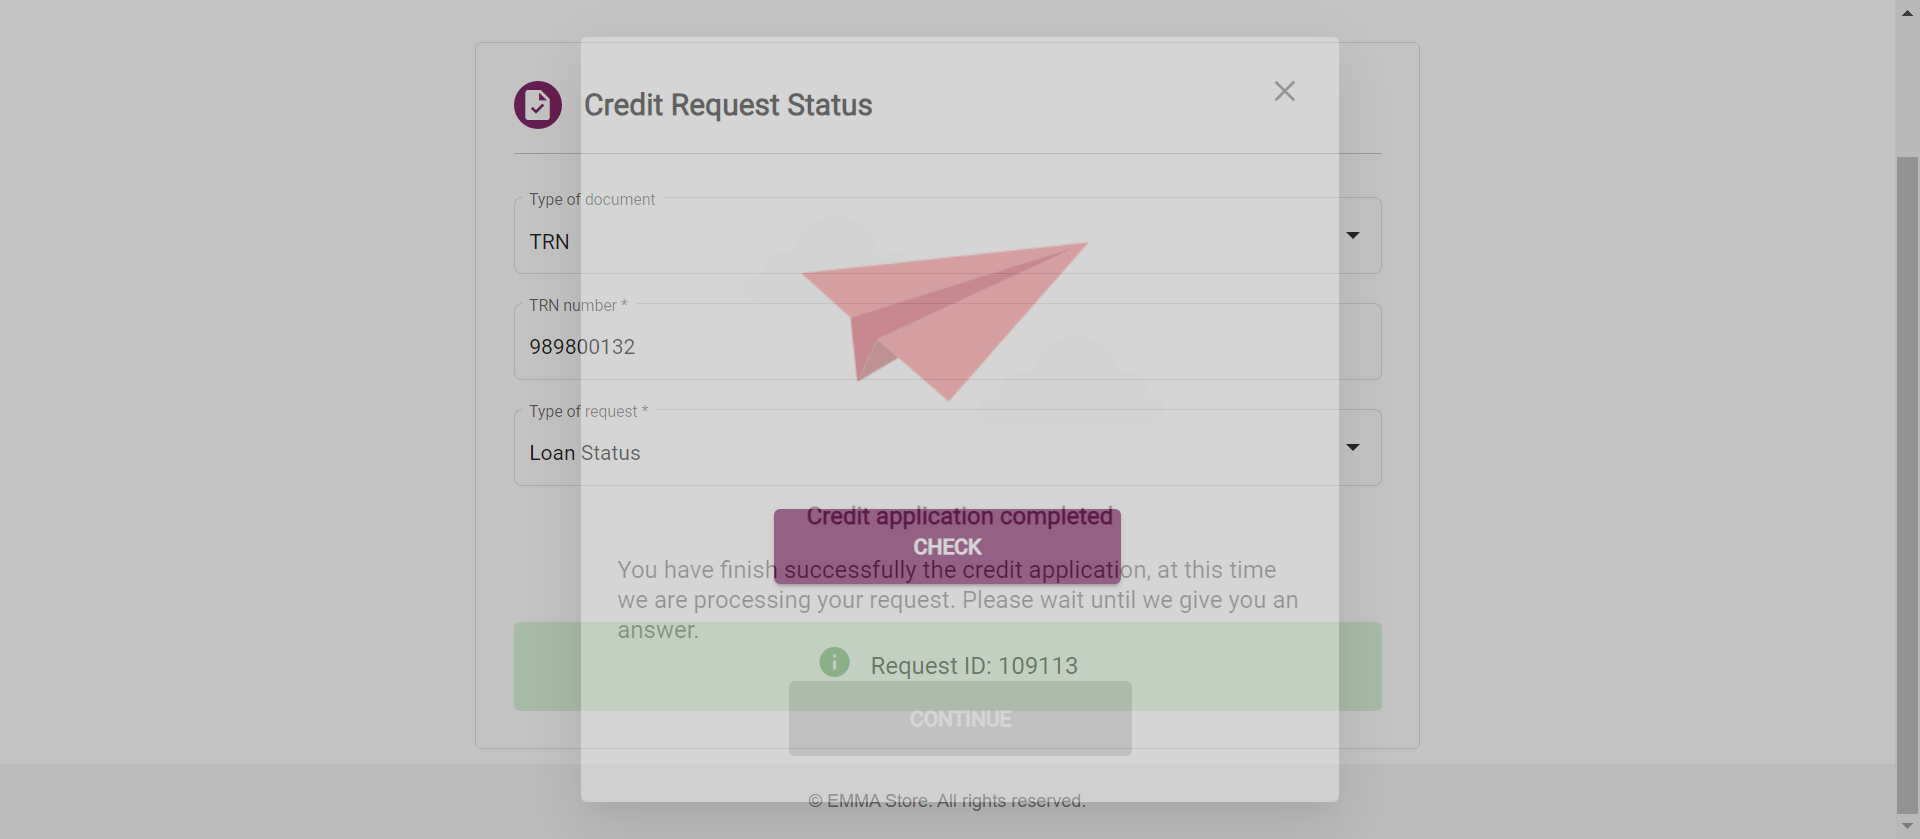 Credit Request Status
Type of document
TRN
TRN number *
989800132
Type of request *
Loan Status
Credit application completed
CHECK
You have finish successfully the credit application, at this time
we are processing your request. Please wait until we give you an
answer.
Request ID: 109113
CONTINUE
© EMMA Store. All rights reserved.